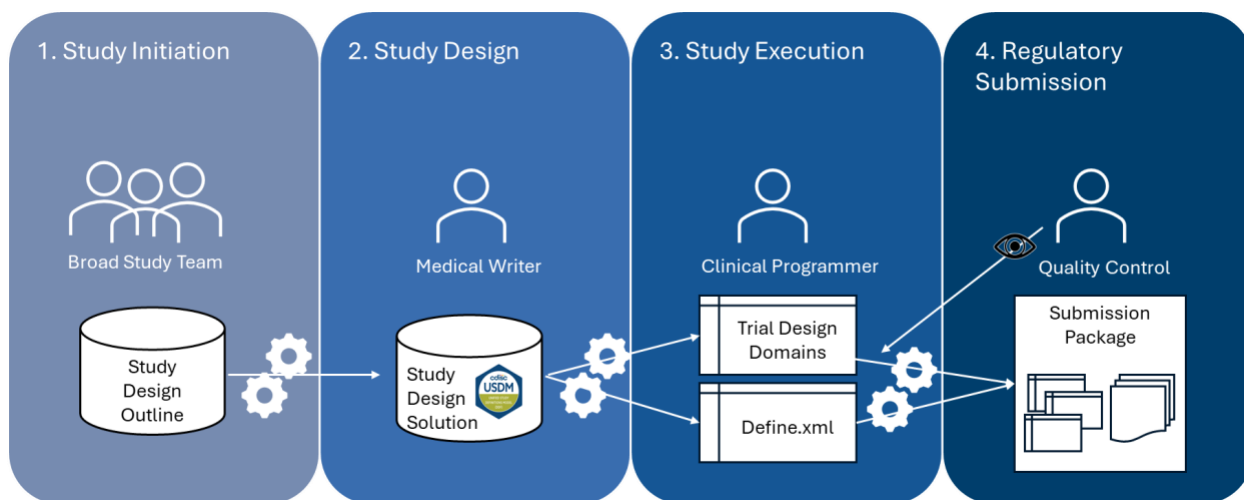 1. Study Initiation
2. Study Design
3. Study Execution
4. Regulatory
Submission
Broad Study Team
Medical Writer
Clinical Programmer
Quality Control
Study
Design
Outline
Study
Design
Solution
cdisc
USDM
Trial Design
Domains
Define.xml
Submission
Package